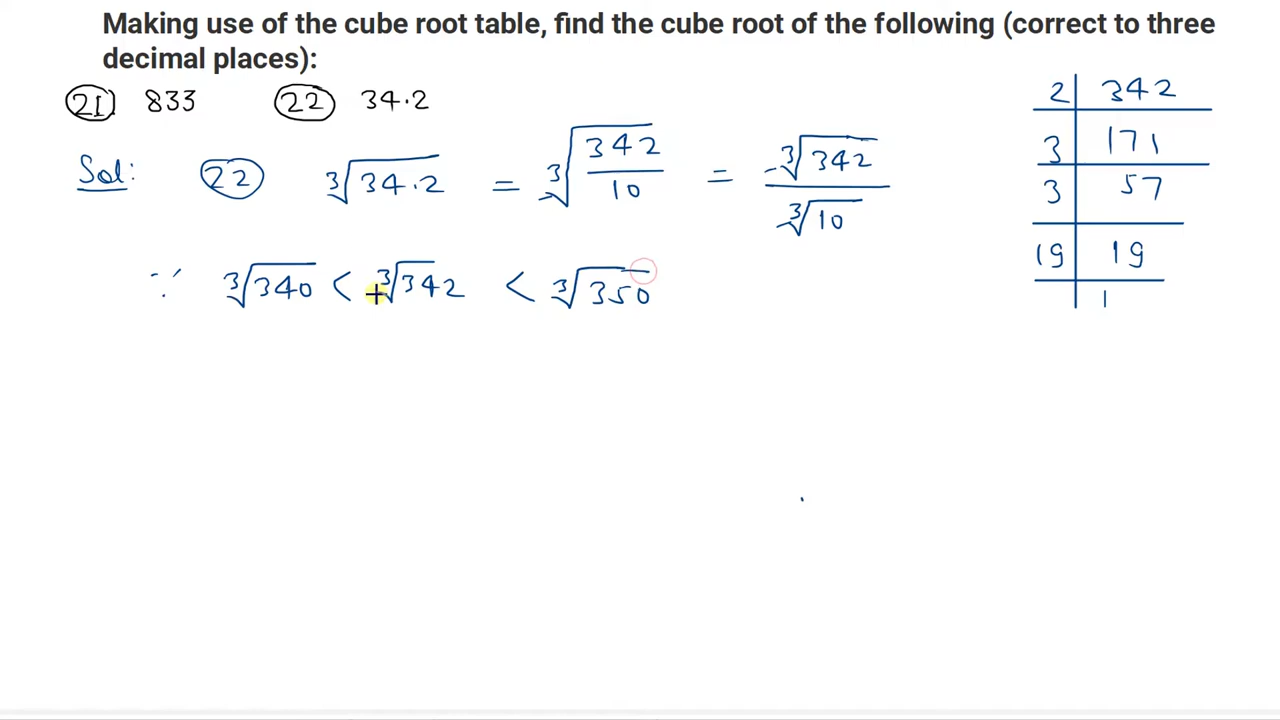 Making use of the cube root table, find the cube root of the following (correct to three
decimal places):
21 833 22 34.2
Sol: 22 ∛34.2 = ∛(342/10) = ∛342/∛10
∵ ∛340 < ∛342 < ∛350
2 | 342
3 | 171
3 | 57
19 | 19
1